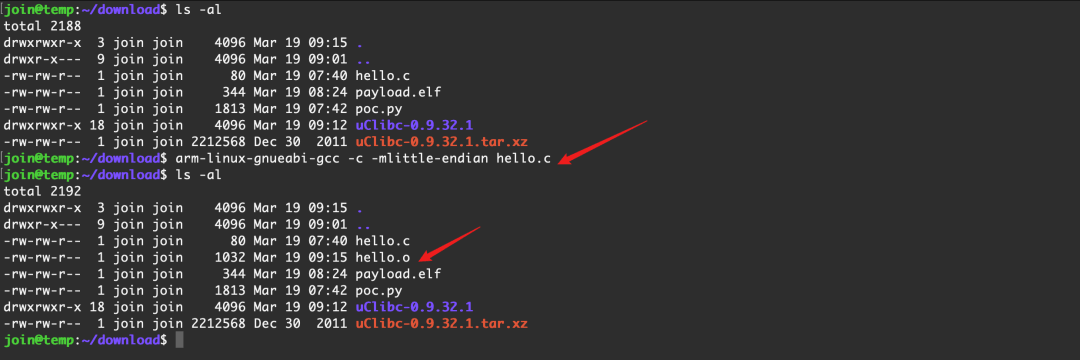 [join@temp:~/download$ ls -al
total 2188
drwxrwxr-x  3 join join    4096 Mar 19 09:15 .
drwxr-x---  9 join join    4096 Mar 19 09:01 ..
-rw-rw-r--  1 join join      80 Mar 19 07:40 hello.c
-rw-rw-r--  1 join join     344 Mar 19 08:24 payload.elf
-rw-rw-r--  1 join join    1813 Mar 19 07:42 poc.py
drwxrwxr-x 18 join join    4096 Mar 19 09:12 uClibc-0.9.32.1
-rw-rw-r--  1 join join 2212568 Dec 30  2011 uClibc-0.9.32.1.tar.xz
[join@temp:~/download$ arm-linux-gnueabi-gcc -c -mlittle-endian hello.c
[join@temp:~/download$ ls -al
total 2192
drwxrwxr-x  3 join join    4096 Mar 19 09:15 .
drwxr-x---  9 join join    4096 Mar 19 09:01 ..
-rw-rw-r--  1 join join      80 Mar 19 07:40 hello.c
-rw-rw-r--  1 join join    1032 Mar 19 09:15 hello.o
-rw-rw-r--  1 join join     344 Mar 19 08:24 payload.elf
-rw-rw-r--  1 join join    1813 Mar 19 07:42 poc.py
drwxrwxr-x 18 join join    4096 Mar 19 09:12 uClibc-0.9.32.1
-rw-rw-r--  1 join join 2212568 Dec 30  2011 uClibc-0.9.32.1.tar.xz
join@temp:~/download$